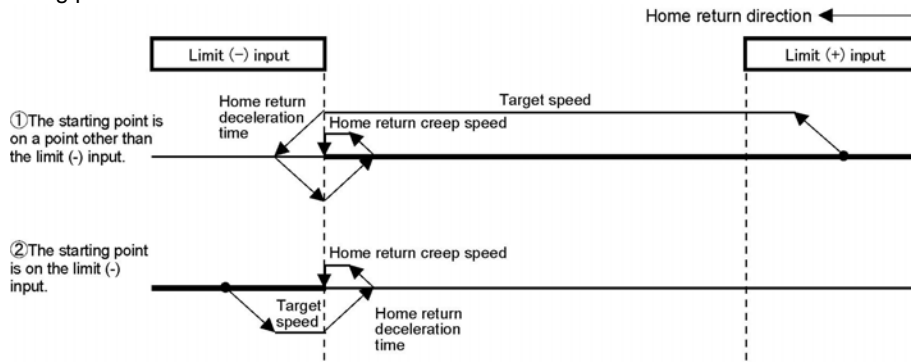 Home return direction
Limit (−) input
Limit (+) input
①The starting point is
on a point other than
the limit (-) input.
Home return
deceleration
time
Target speed
Home return creep speed
②The starting point
is on the limit (-)
input.
Home return creep speed
Target
speed
Home return
deceleration
time